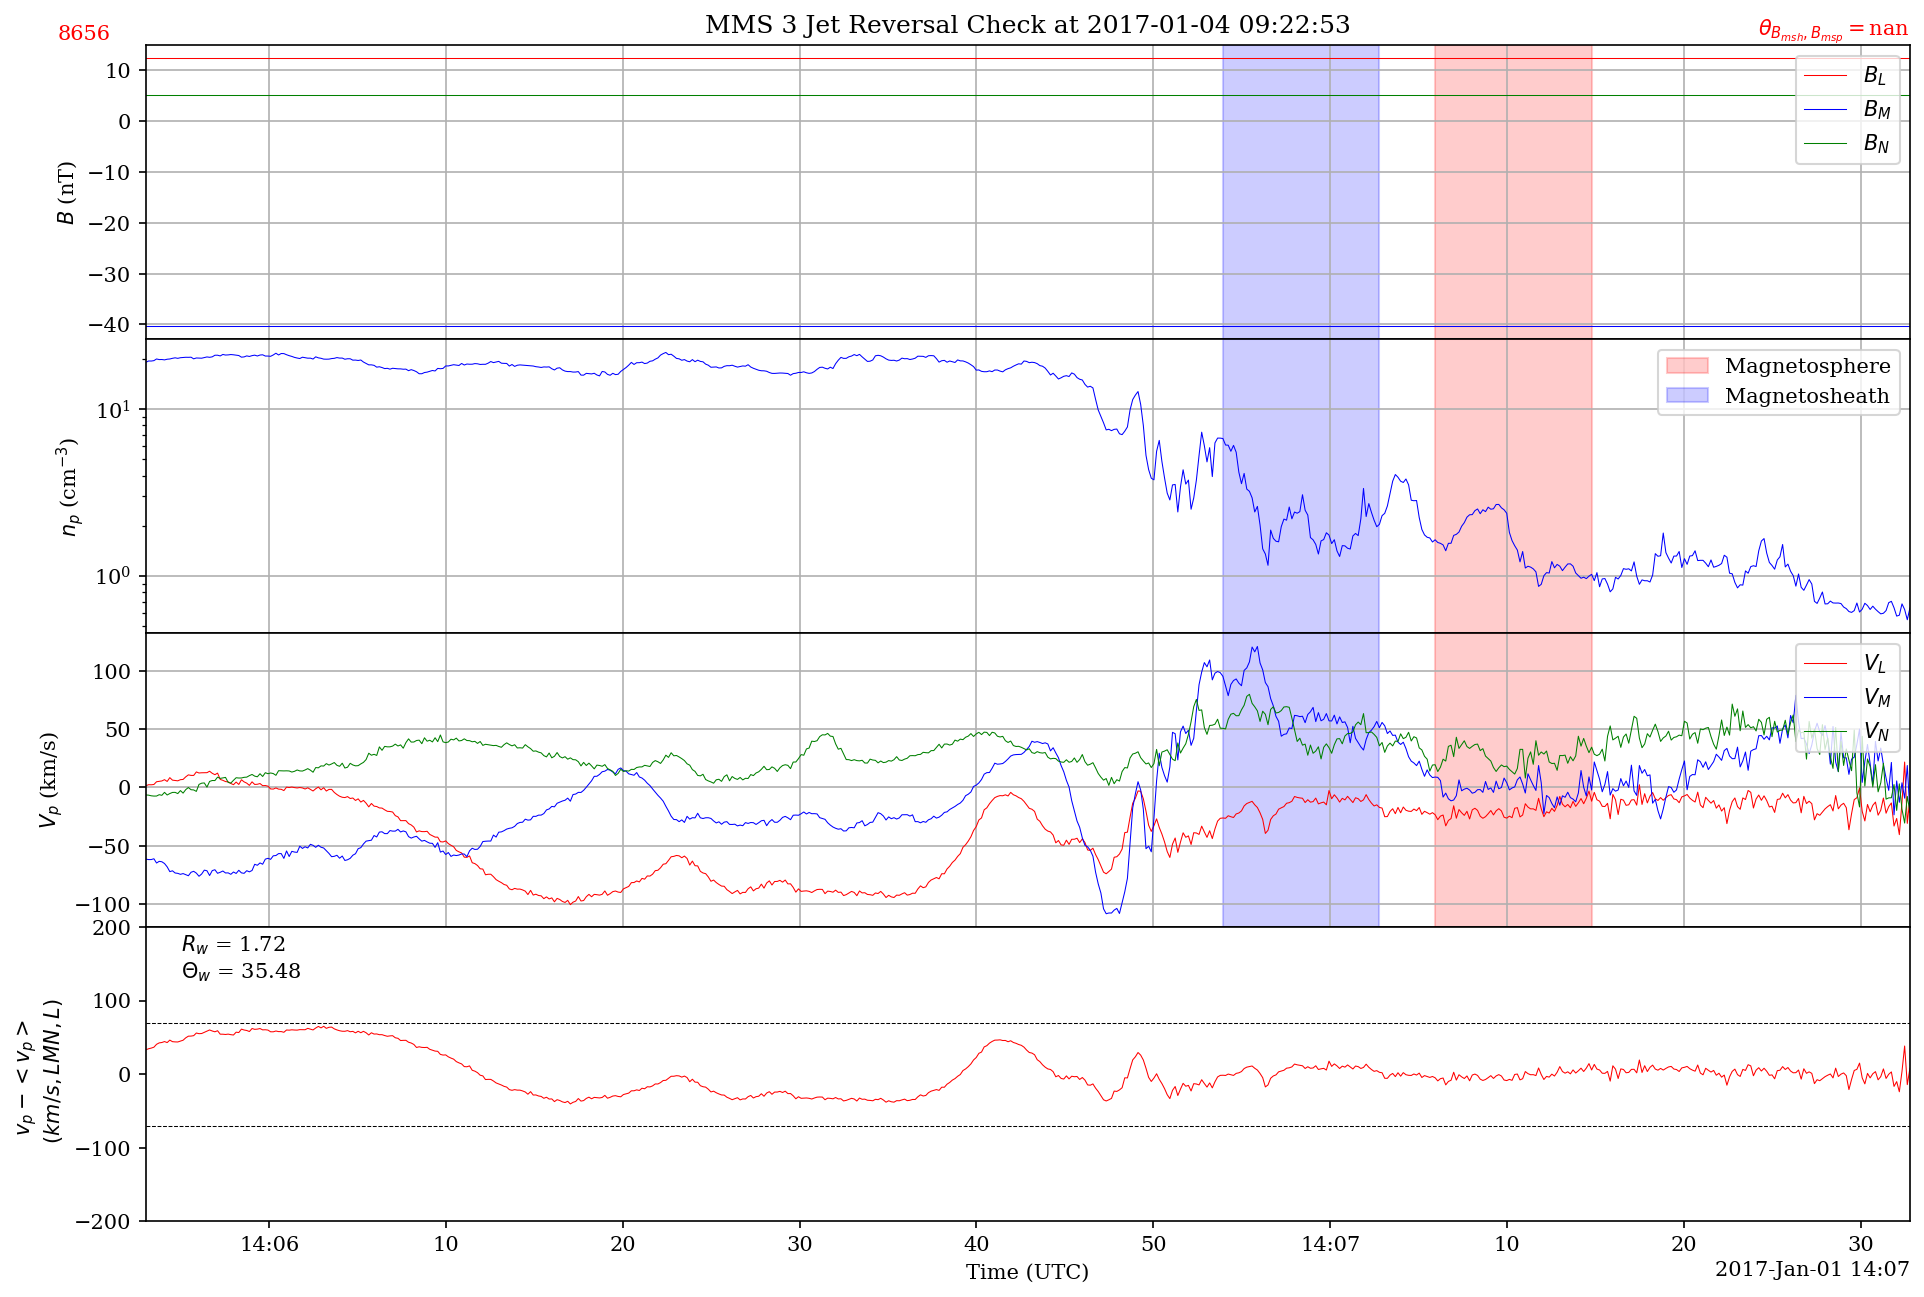 MMS 3 Jet Reversal Check at 2017-01-04 09:22:53
8656
θ_{B_{msh}, B_{msp}} = nan
10
0
−10
−20
−30
−40
B (nT)
B_L
B_M
B_N
10^1
10^0
n_p (cm^{−3})
Magnetosphere
Magnetosheath
100
50
0
−50
−100
V_p (km/s)
V_L
V_M
V_N
200
100
0
−100
−200
v_p − < v_p >
(km/s, LMN, L)
R_w = 1.72
Θ_w = 35.48
14:06 10 20 30 40 50 14:07 10 20 30
Time (UTC)
2017-Jan-01 14:07